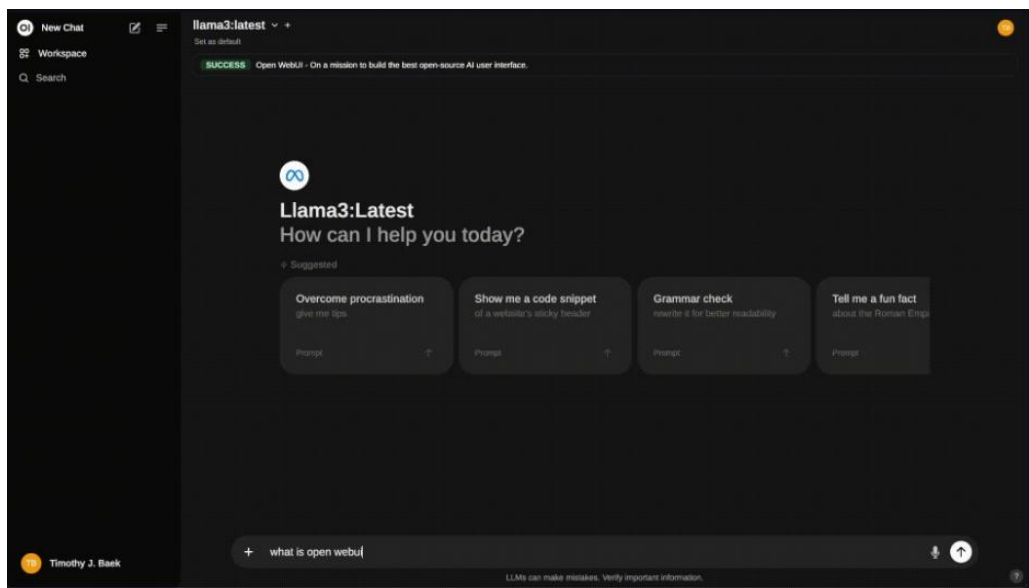 OI New Chat
Workspace
Search
Timothy J. Baek
TB
llama3:latest
Set as default
SUCCESS Open WebUI - On a mission to build the best open-source AI user interface.
TB
Llama3:Latest
How can I help you today?
Suggested
Overcome procrastination
give me tips
Prompt
Show me a code snippet
of a website's sticky header
Prompt
Grammar check
rewrite it for better readability
Prompt
Tell me a fun fact
about the Roman Emp
Prompt
what is open webui
LLMs can make mistakes. Verify important information.
?